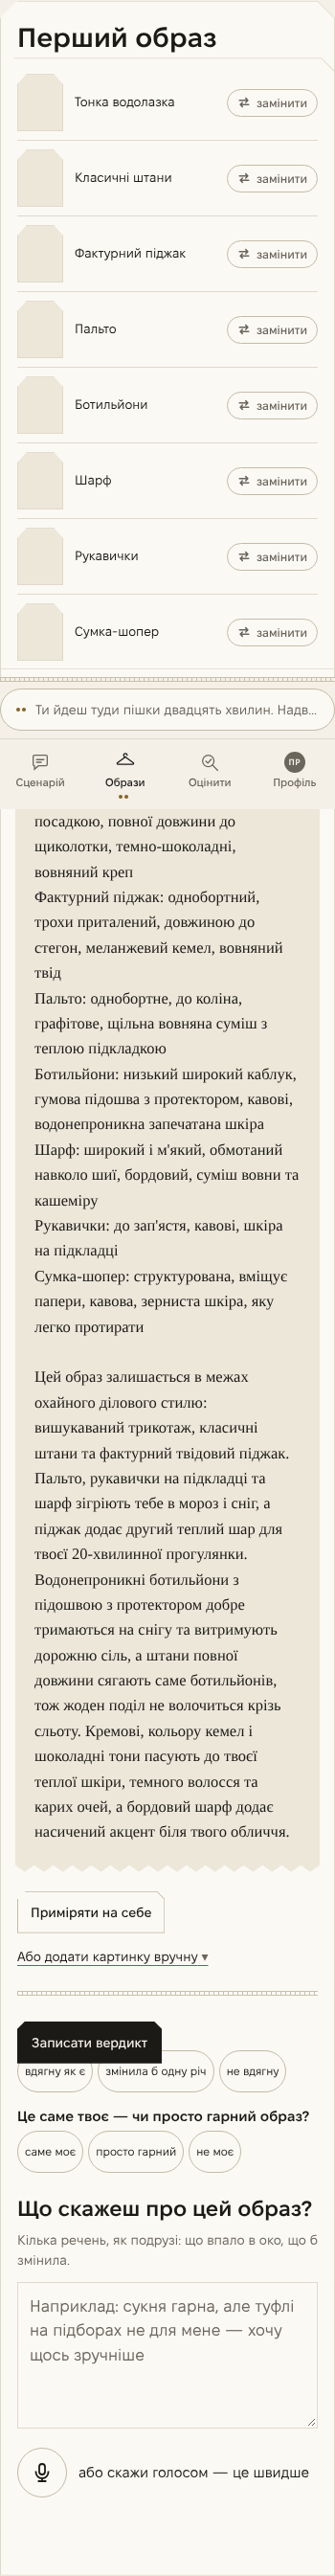 Перший образ
Тонка водолазка
замінити
Класичні штани
замінити
Фактурний піджак
замінити
Пальто
замінити
Ботильйони
замінити
Шарф
замінити
Рукавички
замінити
Сумка-шопер
замінити
Ти йдеш туди пішки двадцять хвилин. Надв...
Сценарій
Образи
Оцінити
ПР
Профіль
посадкою, повної довжини до
щиколотки, темно-шоколадні,
вовняний креп
Фактурний піджак: однобортний,
трохи приталений, довжиною до
стегон, меланжевий кемел, вовняний
твід
Пальто: однобортне, до коліна,
графітове, щільна вовняна суміш з
теплою підкладкою
Ботильйони: низький широкий каблук,
гумова підошва з протектором, кавові,
водонепроникна запечатана шкіра
Шарф: широкий і м'який, обмотаний
навколо шиї, бордовий, суміш вовни та
кашеміру
Рукавички: до зап'ястя, кавові, шкіра
на підкладці
Сумка-шопер: структурована, вміщує
папери, кавова, зерниста шкіра, яку
легко протирати
Цей образ залишається в межах
охайного ділового стилю:
вишукаваний трикотаж, класичні
штани та фактурний твідовий піджак.
Пальто, рукавички на підкладці та
шарф зігріють тебе в мороз і сніг, а
піджак додає другий теплий шар для
твоєї 20-хвилинної прогулянки.
Водонепроникні ботильйони з
підошвою з протектором добре
тримаються на снігу та витримують
дорожню сіль, а штани повної
довжини сягають саме ботильйонів,
тож жоден поділ не волочиться крізь
сльоту. Кремові, кольору кемел і
шоколадні тони пасують до твоєї
теплої шкіри, темного волосся та
карих очей, а бордовий шарф додає
насичений акцент біля твого обличчя.
Приміряти на себе
Або додати картинку вручну ▾
Записати вердикт
вдягну як є
змінила б одну річ
не вдягну
Це саме твоє — чи просто гарний образ?
саме моє
просто гарний
не моє
Що скажеш про цей образ?
Кілька речень, як подрузі: що впало в око, що б
змінила.
Наприклад: сукня гарна, але туфлі
на підборах не для мене — хочу
щось зручніше
або скажи голосом — це швидше